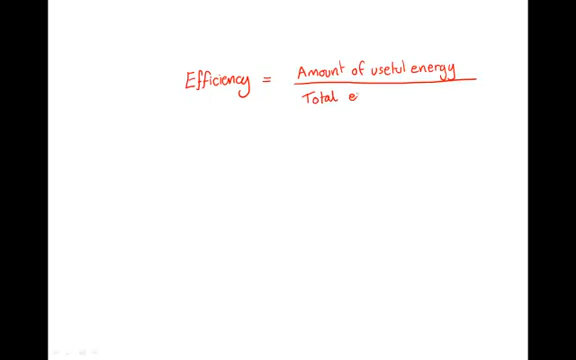 Efficiency = Amount of useful energy
Total e